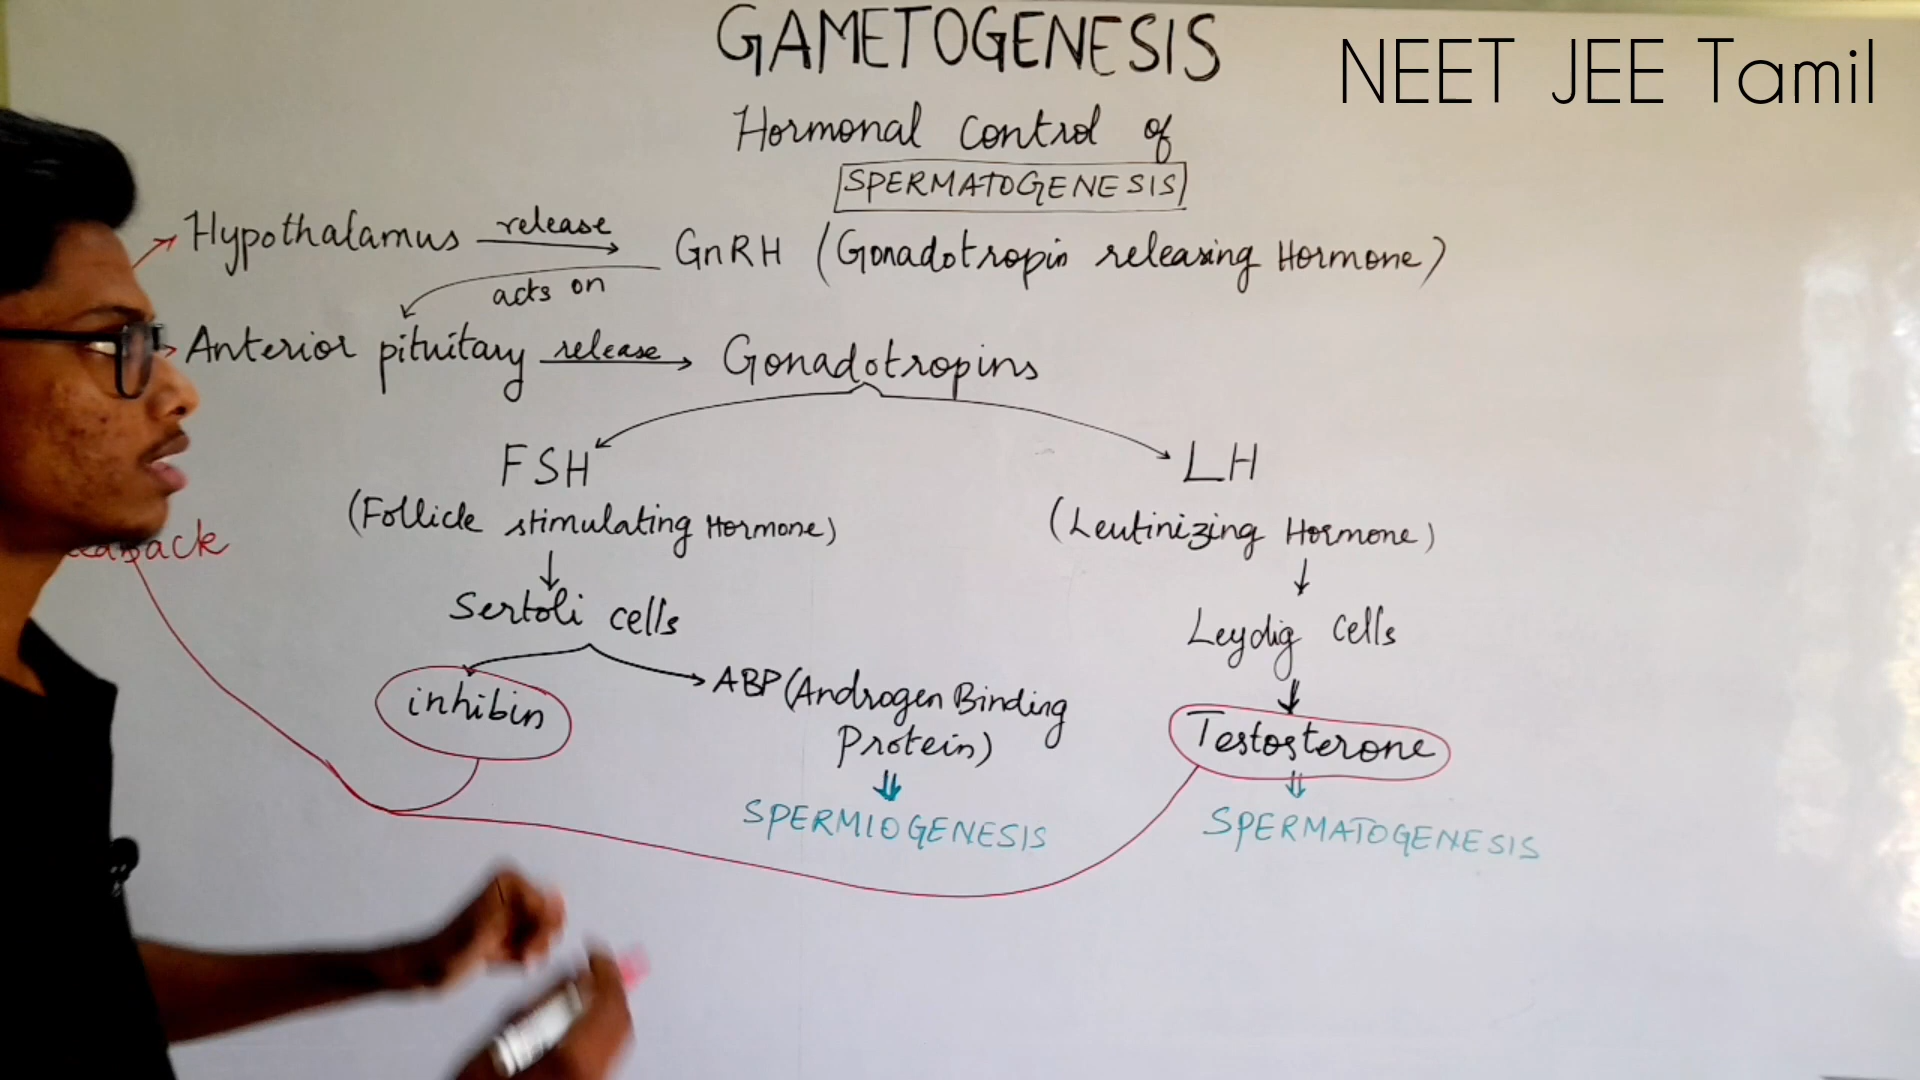 GAMETOGENESIS
NEET JEE Tamil
Hormonal Control of
SPERMATOGENESIS
Hypothalamus release GnRH (Gonadotropin releasing Hormone)
acts on
Anterior pituitary release Gonadotropins
FSH LH
(Follicle stimulating Hormone) (Leutinizing Hormone)
Sertoli cells Leydig cells
inhibin ABP (Androgen Binding Protein) Testosterone
SPERMIOGENESIS SPERMATOGENESIS